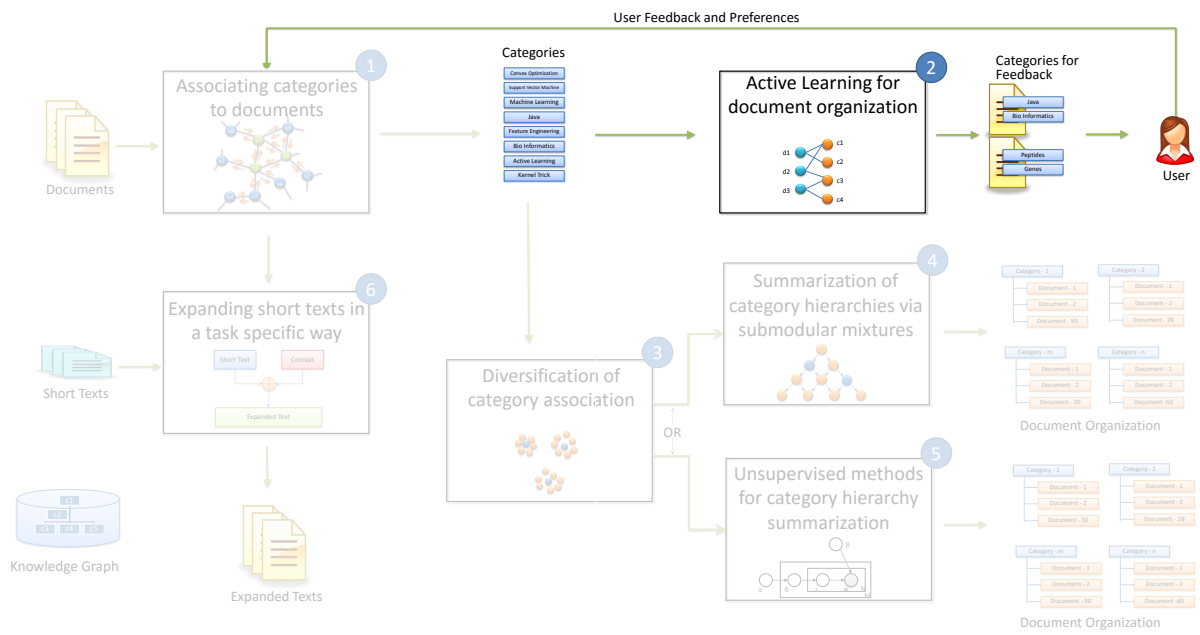 User Feedback and Preferences
1
Associating categories
to documents
Documents
Categories
Convex Optimization
Support Vector Machine
Machine Learning
Java
Feature Engineering
Bio Informatics
Active Learning
Kernel Trick
2
Active Learning for
document organization
d1
d2
d3
c1
c2
c3
c4
Categories for
Feedback
Java
Bio Informatics
Peptides
Genes
User
6
Expanding short texts in
a task specific way
Short Text
Context
Expanded Text
Short Texts
Expanded Texts
c1
c2
c3
c4
c5
Knowledge Graph
3
Diversification of
category association
OR
4
Summarization of
category hierarchies via
submodular mixtures
Category - 1
Document - 1
Document - 2
Document - 50
Category - 2
Document - 1
Document - 2
Document - 28
Category - m
Document - 1
Document - 2
Document - 90
Category - n
Document - 1
Document - 2
Document -60
Document Organization
5
Unsupervised methods
for category hierarchy
summarization
β
α
θ
z
w
N
M
Category - 1
Document - 1
Document - 2
Document - 50
Category - 2
Document - 1
Document - 2
Document - 28
Category - m
Document - 1
Document - 2
Document - 90
Category - n
Document - 1
Document - 2
Document -60
Document Organization